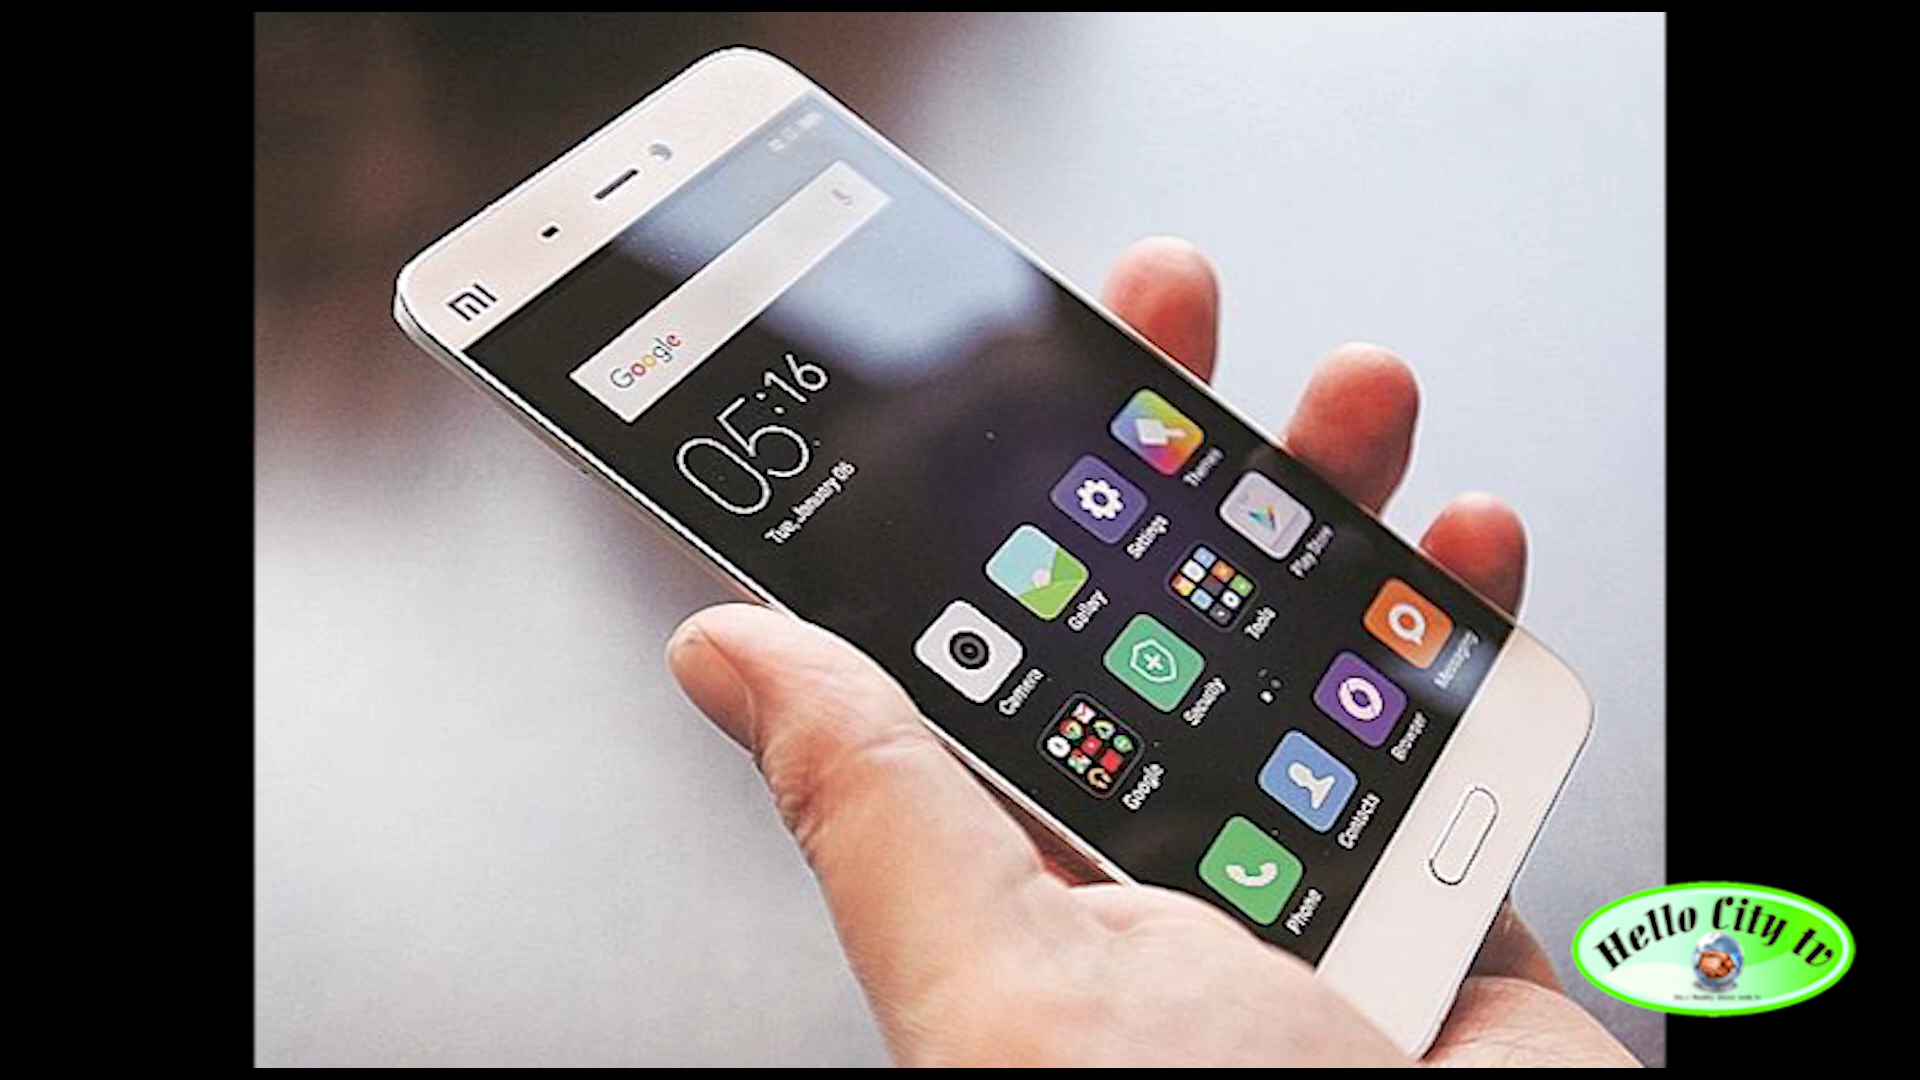 MI
Google
05:16
Tue, January 05
Camera
Gallery
Settings
Themes
Google
Security
Tools
Play Store
Phone
Contacts
Browser
Messaging
Hello City tv